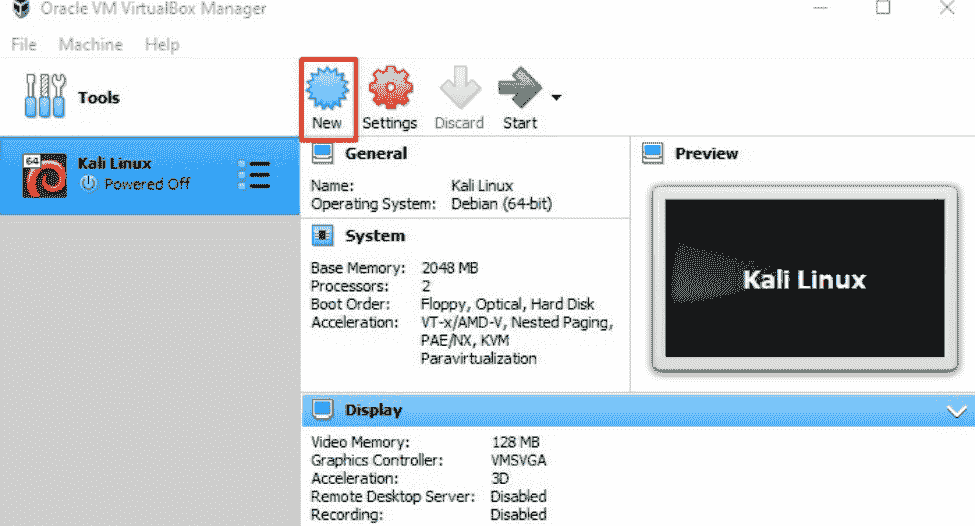 Oracle VM VirtualBox Manager
File Machine Help
Tools
New Settings Discard Start
64
Kali Linux
Powered Off
General
Name: Kali Linux
Operating System: Debian (64-bit)
System
Base Memory: 2048 MB
Processors: 2
Boot Order: Floppy, Optical, Hard Disk
Acceleration: VT-x/AMD-V, Nested Paging,
PAE/NX, KVM
Paravirtualization
Preview
Kali Linux
Display
Video Memory: 128 MB
Graphics Controller: VMSVGA
Acceleration: 3D
Remote Desktop Server: Disabled
Recording: Disabled